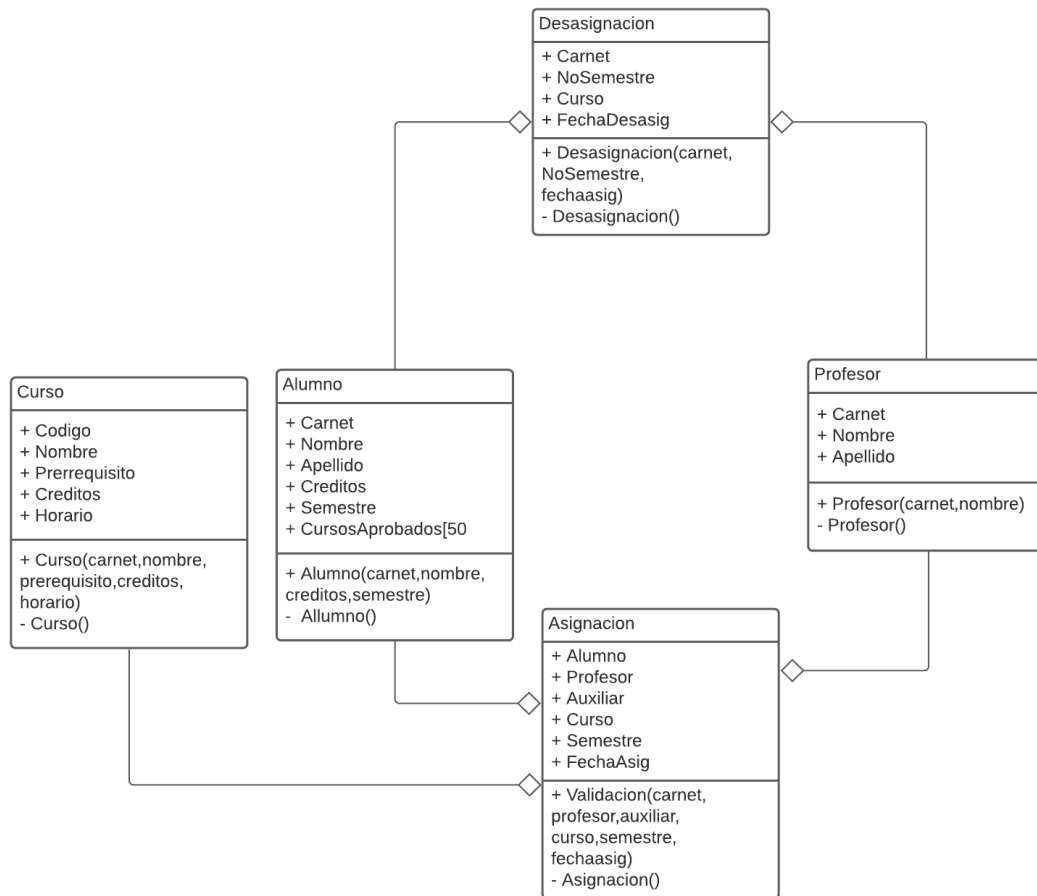 Desasignacion
+ Carnet
+ NoSemestre
+ Curso
+ FechaDesasig
+ Desasignacion(carnet,
NoSemestre,
fechaasig)
- Desasignacion()
Curso
+ Codigo
+ Nombre
+ Prerrequisito
+ Creditos
+ Horario
+ Curso(carnet,nombre,
prerequisito,creditos,
horario)
- Curso()
Alumno
+ Carnet
+ Nombre
+ Apellido
+ Creditos
+ Semestre
+ CursosAprobados[50
+ Alumno(carnet,nombre,
creditos,semestre)
- Allumno()
Profesor
+ Carnet
+ Nombre
+ Apellido
+ Profesor(carnet,nombre)
- Profesor()
Asignacion
+ Alumno
+ Profesor
+ Auxiliar
+ Curso
+ Semestre
+ FechaAsig
+ Validacion(carnet,
profesor,auxiliar,
curso,semestre,
fechaasig)
- Asignacion()